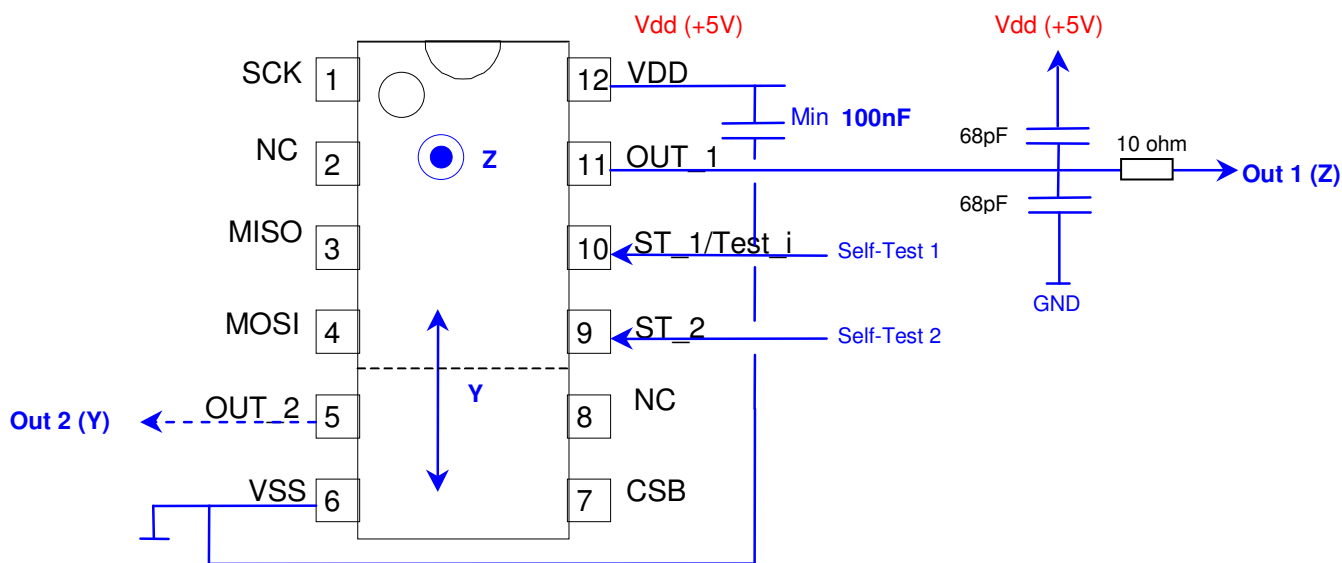 Vdd (+5V)
Vdd (+5V)
SCK 1
12 VDD
Min 100nF
68pF
10 ohm
NC 2
Z
11 OUT_1
Out 1 (Z)
68pF
MISO 3
10 ST_1/Test_i
Self-Test 1
GND
MOSI 4
9 ST_2
Self-Test 2
Y
Out 2 (Y)
OUT_2 5
8 NC
VSS 6
7 CSB